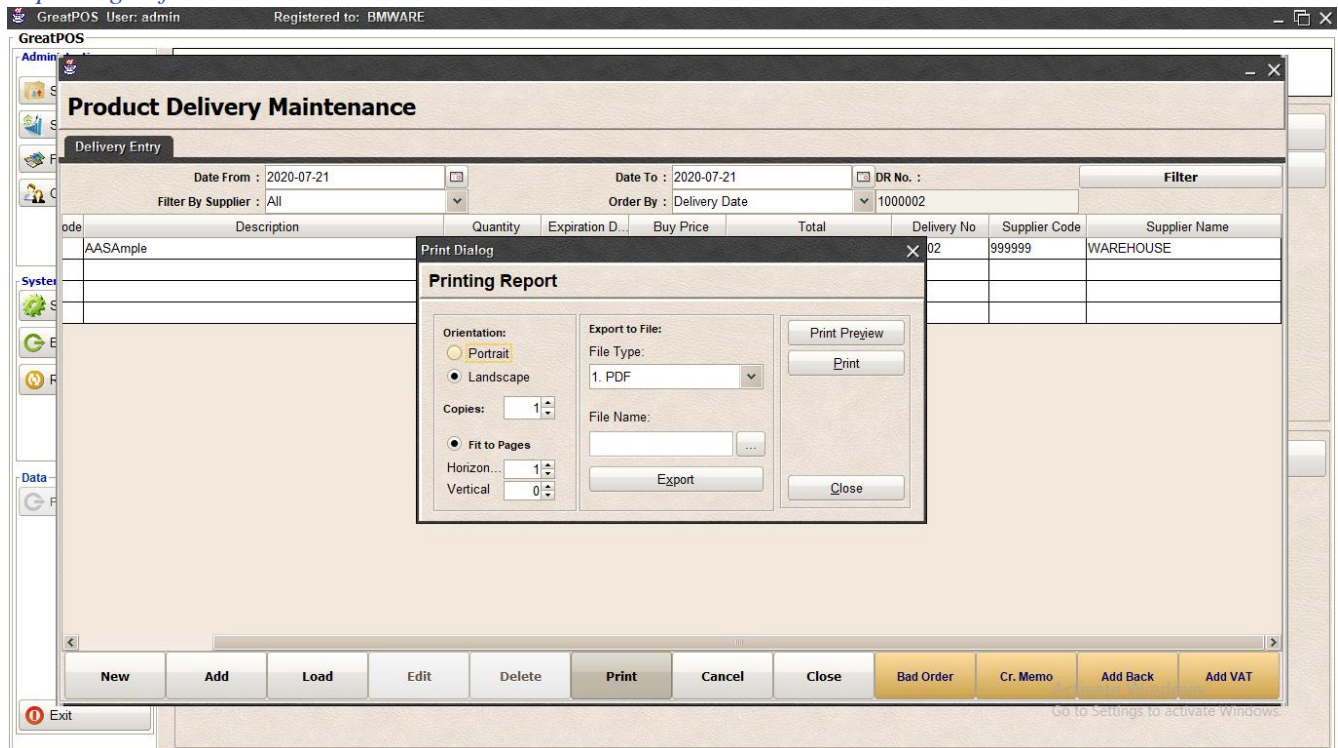 GreatPOS User: admin Registered to: BMWARE
GreatPOS
Product Delivery Maintenance
Delivery Entry
Date From : 2020-07-21 Date To : 2020-07-21 DR No. : Filter
Filter By Supplier : All Order By : Delivery Date 1000002
ode Description Quantity Expiration D... Buy Price Total Delivery No Supplier Code Supplier Name
AASAmple 02 999999 WAREHOUSE
Print Dialog
Printing Report
Orientation:
Portrait
Landscape
Copies: 1
Fit to Pages
Horizon... 1
Vertical 0
Export to File:
File Type:
1. PDF
File Name:
...
Export
Print Preview
Print
Close
Data
New Add Load Edit Delete Print Cancel Close Bad Order Cr. Memo Add Back Add VAT
Exit
Go to Settings to activate Windows.